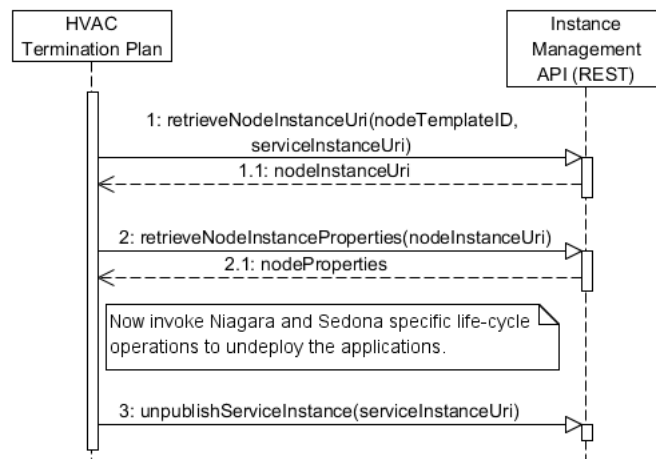 HVAC
Termination Plan
Instance
Management
API (REST)
1: retrieveNodeInstanceUri(nodeTemplateID,
serviceInstanceUri)
1.1: nodeInstanceUri
2: retrieveNodeInstanceProperties(nodeInstanceUri)
2.1: nodeProperties
Now invoke Niagara and Sedona specific life-cycle
operations to undeploy the applications.
3: unpublishServiceInstance(serviceInstanceUri)